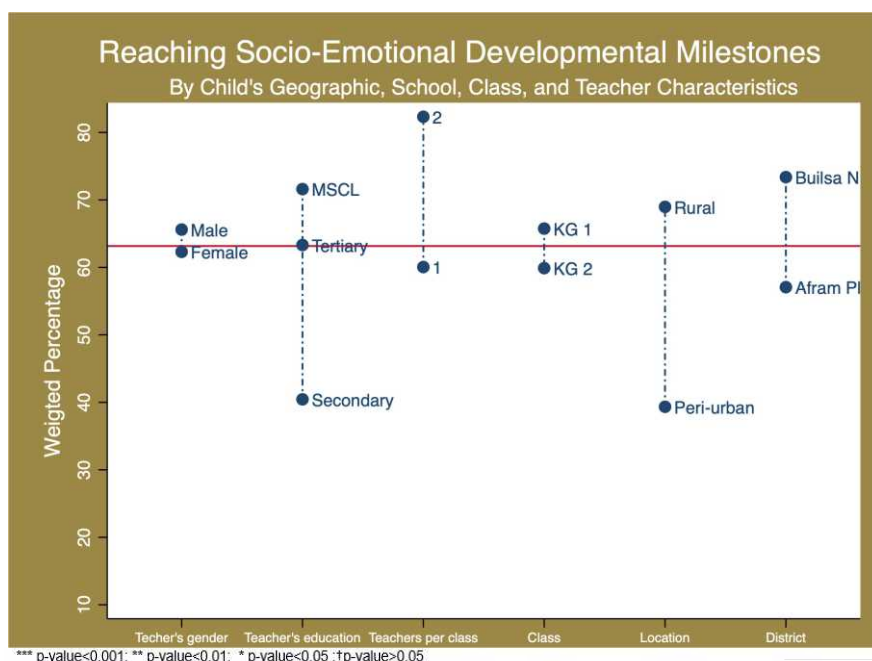 Reaching Socio-Emotional Developmental Milestones
By Child's Geographic, School, Class, and Teacher Characteristics
Weigted Percentage
80
70
60
50
40
30
20
10
Male
Female
MSCL
Tertiary
Secondary
2
1
KG 1
KG 2
Rural
Peri-urban
Builsa N
Afram Pl
Techer's gender Teacher's education Teachers per class Class Location District
*** p-value<0.001; ** p-value<0.01; * p-value<0.05 ;†p-value>0.05